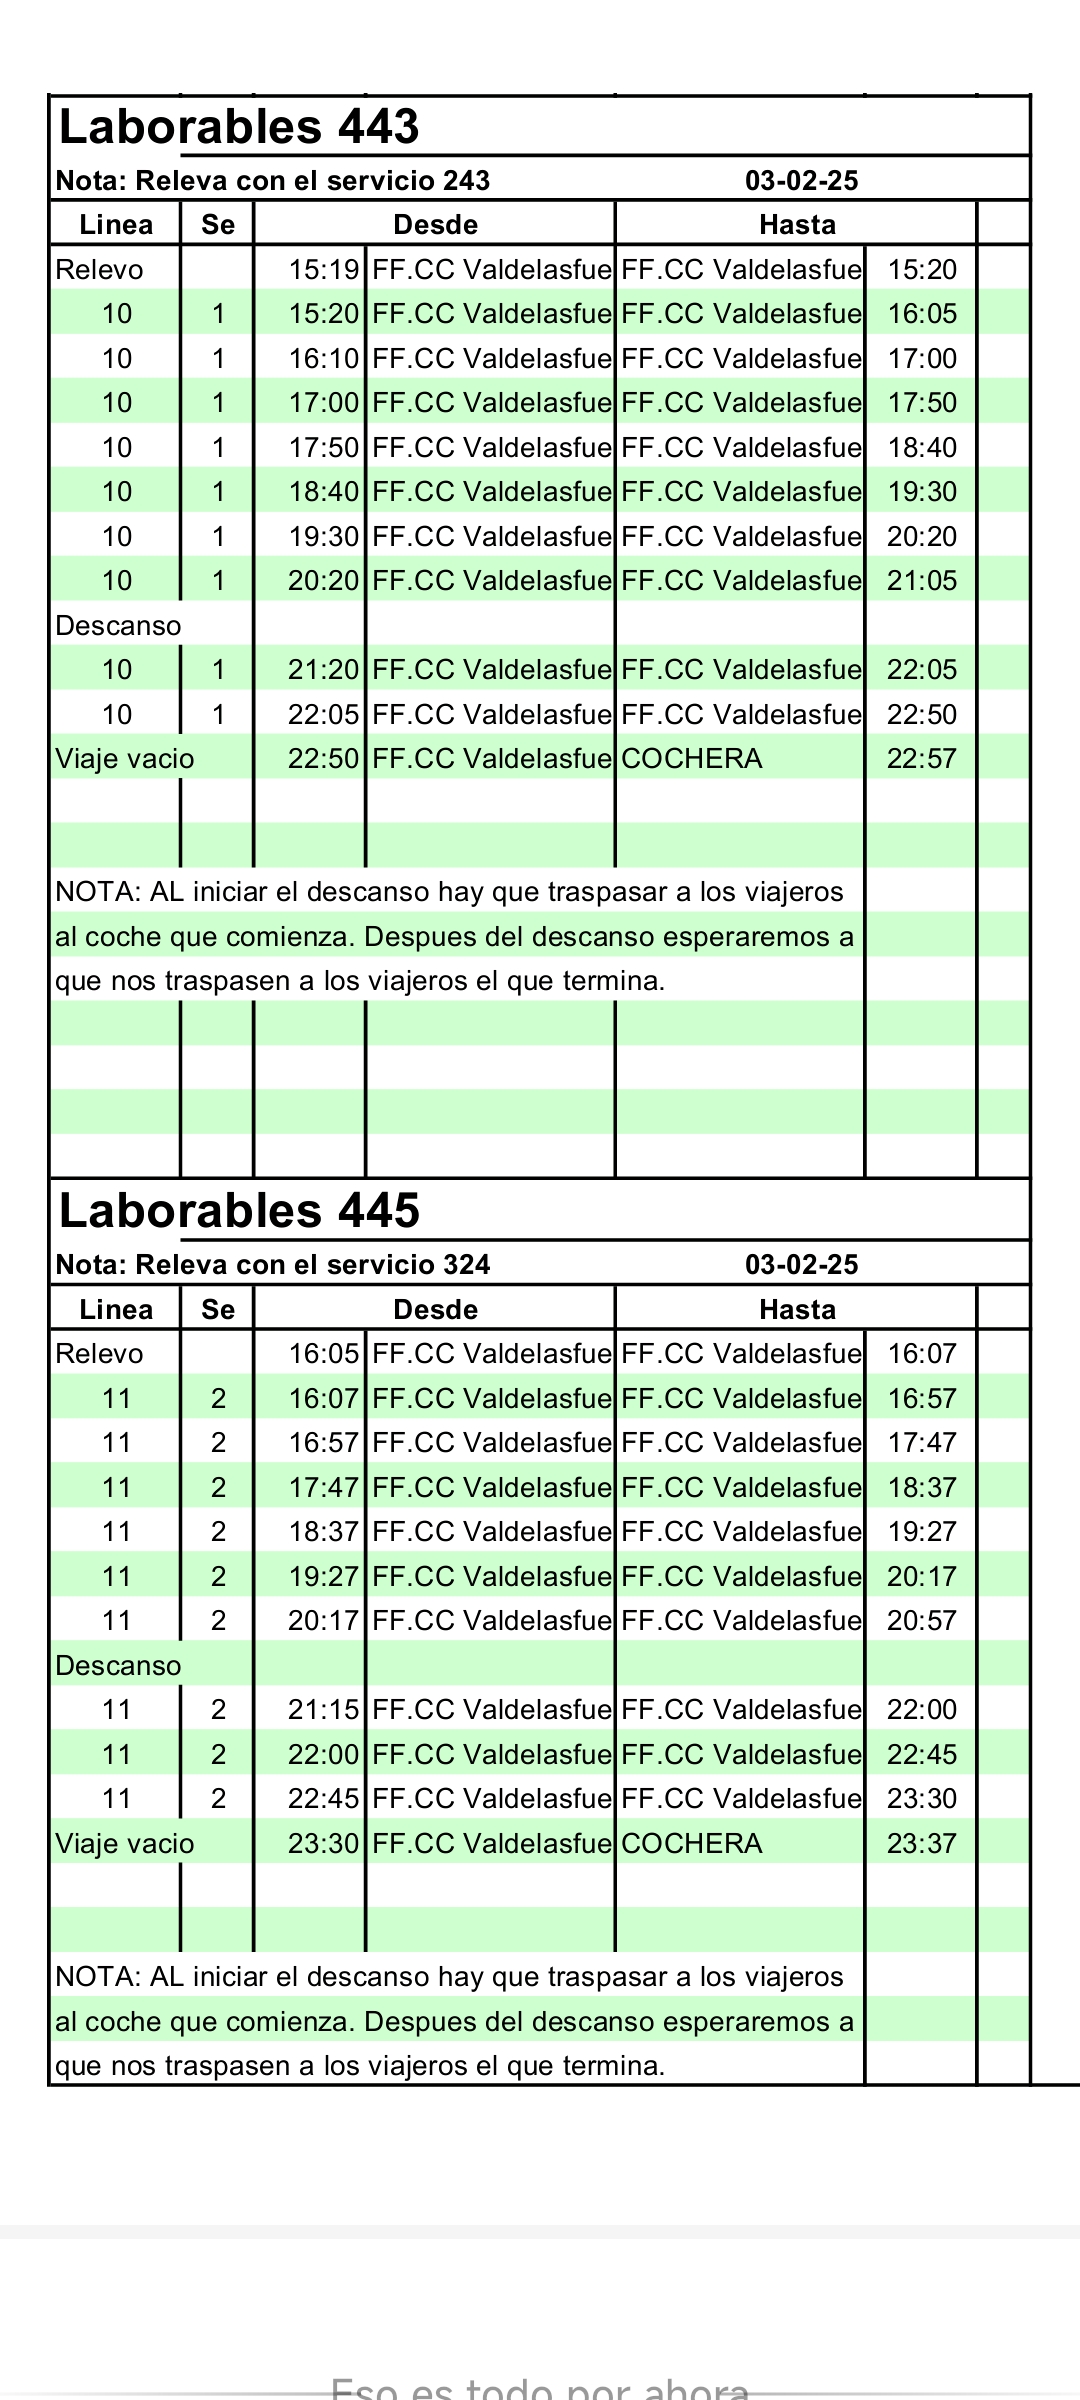 Laborables 443
Nota: Releva con el servicio 243 03-02-25
Linea Se Desde Hasta
Relevo 15:19 FF.CC Valdelasfue FF.CC Valdelasfue 15:20
10 1 15:20 FF.CC Valdelasfue FF.CC Valdelasfue 16:05
10 1 16:10 FF.CC Valdelasfue FF.CC Valdelasfue 17:00
10 1 17:00 FF.CC Valdelasfue FF.CC Valdelasfue 17:50
10 1 17:50 FF.CC Valdelasfue FF.CC Valdelasfue 18:40
10 1 18:40 FF.CC Valdelasfue FF.CC Valdelasfue 19:30
10 1 19:30 FF.CC Valdelasfue FF.CC Valdelasfue 20:20
10 1 20:20 FF.CC Valdelasfue FF.CC Valdelasfue 21:05
Descanso
10 1 21:20 FF.CC Valdelasfue FF.CC Valdelasfue 22:05
10 1 22:05 FF.CC Valdelasfue FF.CC Valdelasfue 22:50
Viaje vacio 22:50 FF.CC Valdelasfue COCHERA 22:57
NOTA: AL iniciar el descanso hay que traspasar a los viajeros
al coche que comienza. Despues del descanso esperaremos a
que nos traspasen a los viajeros el que termina.
Laborables 445
Nota: Releva con el servicio 324 03-02-25
Linea Se Desde Hasta
Relevo 16:05 FF.CC Valdelasfue FF.CC Valdelasfue 16:07
11 2 16:07 FF.CC Valdelasfue FF.CC Valdelasfue 16:57
11 2 16:57 FF.CC Valdelasfue FF.CC Valdelasfue 17:47
11 2 17:47 FF.CC Valdelasfue FF.CC Valdelasfue 18:37
11 2 18:37 FF.CC Valdelasfue FF.CC Valdelasfue 19:27
11 2 19:27 FF.CC Valdelasfue FF.CC Valdelasfue 20:17
11 2 20:17 FF.CC Valdelasfue FF.CC Valdelasfue 20:57
Descanso
11 2 21:15 FF.CC Valdelasfue FF.CC Valdelasfue 22:00
11 2 22:00 FF.CC Valdelasfue FF.CC Valdelasfue 22:45
11 2 22:45 FF.CC Valdelasfue FF.CC Valdelasfue 23:30
Viaje vacio 23:30 FF.CC Valdelasfue COCHERA 23:37
NOTA: AL iniciar el descanso hay que traspasar a los viajeros
al coche que comienza. Despues del descanso esperaremos a
que nos traspasen a los viajeros el que termina.
Eso es todo por ahora